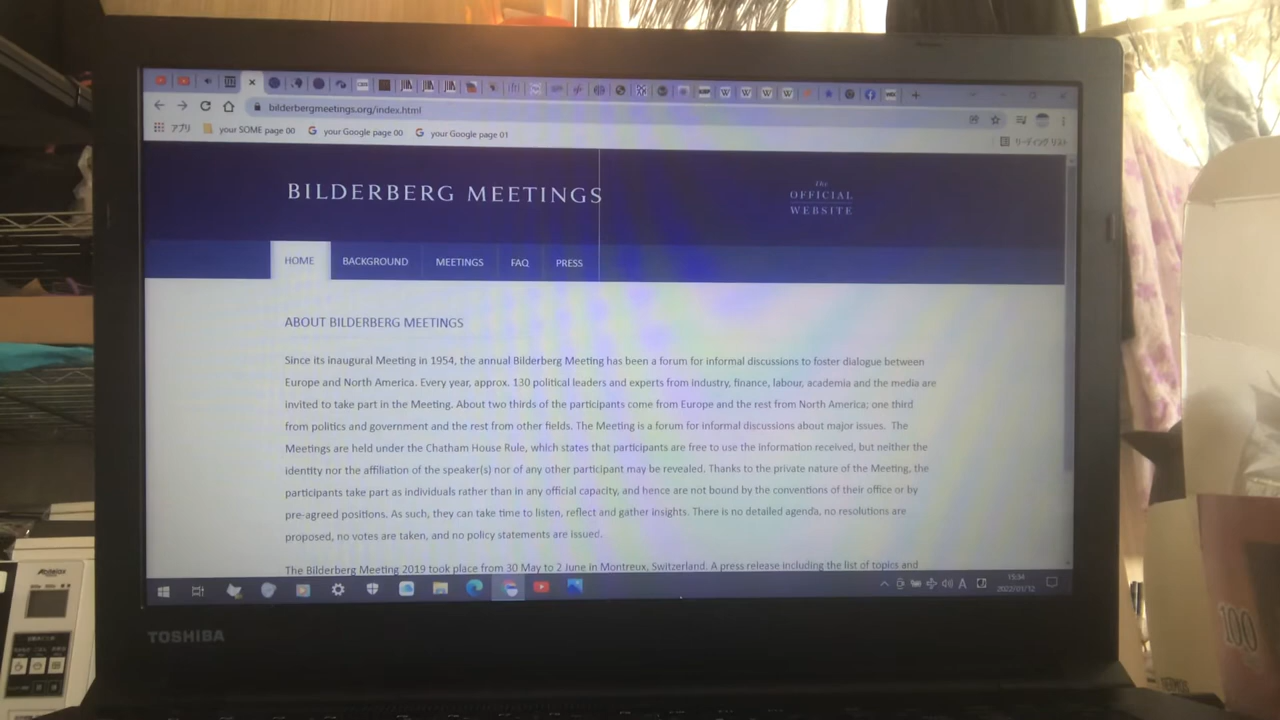 bilderbergmeetings.org/index.html
アプリ
your SOME page 00
your Google page 00
your Google page 01
リーディング リスト
BILDERBERG MEETINGS
The
OFFICIAL
WEBSITE
HOME
BACKGROUND
MEETINGS
FAQ
PRESS
ABOUT BILDERBERG MEETINGS
Since its inaugural Meeting in 1954, the annual Bilderberg Meeting has been a forum for informal discussions to foster dialogue between
Europe and North America. Every year, approx. 130 political leaders and experts from industry, finance, labour, academia and the media are
invited to take part in the Meeting. About two thirds of the participants come from Europe and the rest from North America; one third
from politics and government and the rest from other fields. The Meeting is a forum for informal discussions about major issues. The
Meetings are held under the Chatham House Rule, which states that participants are free to use the information received, but neither the
identity nor the affiliation of the speaker(s) nor of any other participant may be revealed. Thanks to the private nature of the Meeting, the
participants take part as individuals rather than in any official capacity, and hence are not bound by the conventions of their office or by
pre-agreed positions. As such, they can take time to listen, reflect and gather insights. There is no detailed agenda, no resolutions are
proposed, no votes are taken, and no policy statements are issued.
The Bilderberg Meeting 2019 took place from 30 May to 2 June in Montreux, Switzerland. A press release including the list of topics and
A
15:34
2022/01/12
TOSHIBA
Abitelax
100